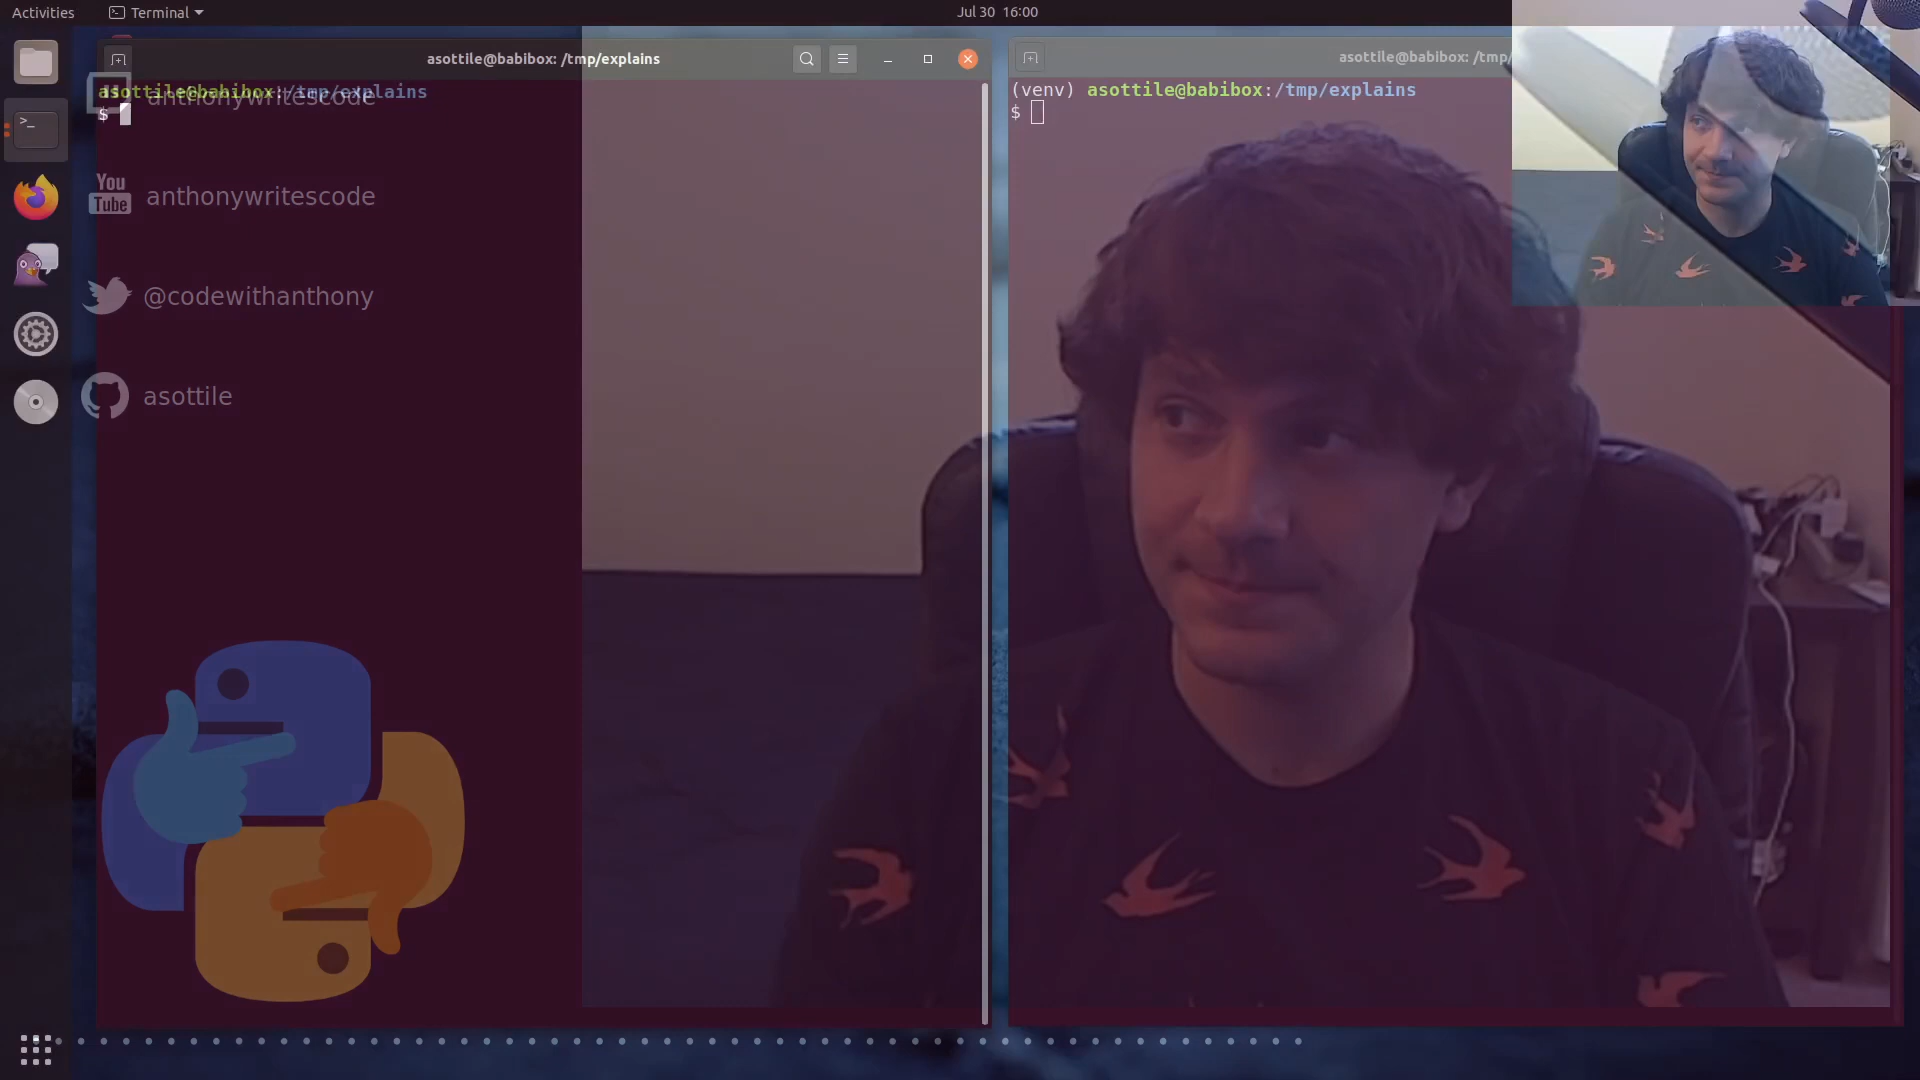 Activities
Terminal
Jul 30 16:00
asottile@babibox: /tmp/explains
asottile@babibox: /tmp/
asottile@babibox:/tmp/explains
$
anthonywritescode
You Tube
anthonywritescode
@codewithanthony
asottile
(venv) asottile@babibox:/tmp/explains
$